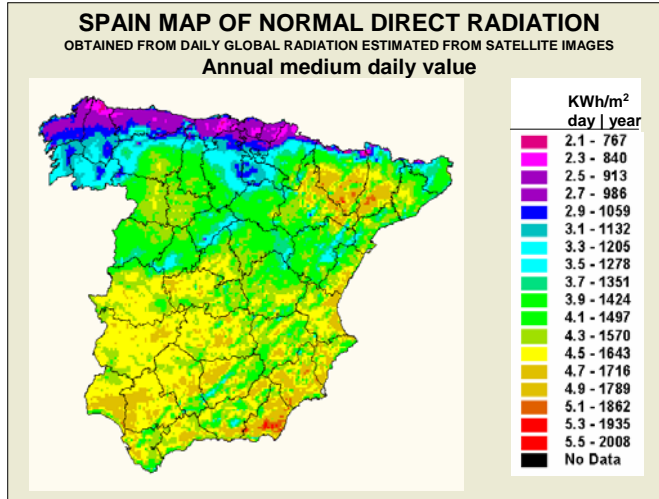 SPAIN MAP OF NORMAL DIRECT RADIATION
OBTAINED FROM DAILY GLOBAL RADIATION ESTIMATED FROM SATELLITE IMAGES
Annual medium daily value
KWh/m²
day | year
2.1 - 767
2.3 - 840
2.5 - 913
2.7 - 986
2.9 - 1059
3.1 - 1132
3.3 - 1205
3.5 - 1278
3.7 - 1351
3.9 - 1424
4.1 - 1497
4.3 - 1570
4.5 - 1643
4.7 - 1716
4.9 - 1789
5.1 - 1862
5.3 - 1935
5.5 - 2008
No Data